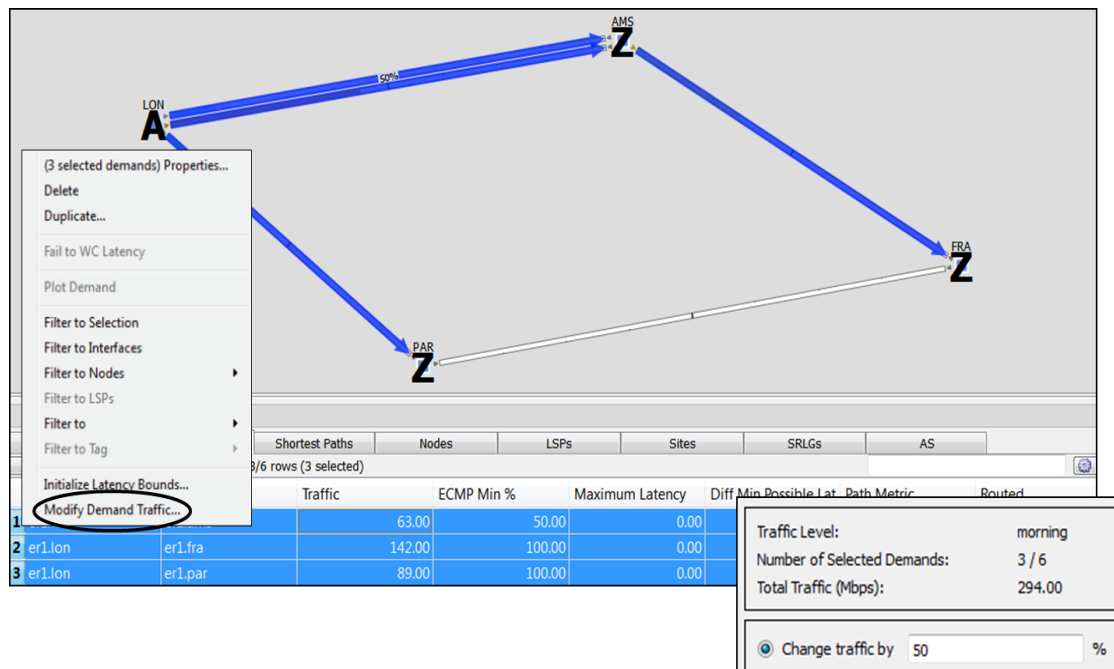 AMS
Z
50%
LON
A
FRA
Z
PAR
Z
(3 selected demands) Properties...
Delete
Duplicate...
Fail to WC Latency
Plot Demand
Filter to Selection
Filter to Interfaces
Filter to Nodes
Filter to LSPs
Filter to
Filter to Tag
Initialize Latency Bounds...
Modify Demand Traffic...
Shortest Paths Nodes LSPs Sites SRLGs AS
3/6 rows (3 selected)
Traffic ECMP Min % Maximum Latency Diff Min Possible Lat Path Metric Routed
1 63.00 50.00 0.00
2 er1.lon er1.fra 142.00 100.00 0.00
3 er1.lon er1.par 89.00 100.00 0.00
Traffic Level: morning
Number of Selected Demands: 3 / 6
Total Traffic (Mbps): 294.00
Change traffic by 50 %